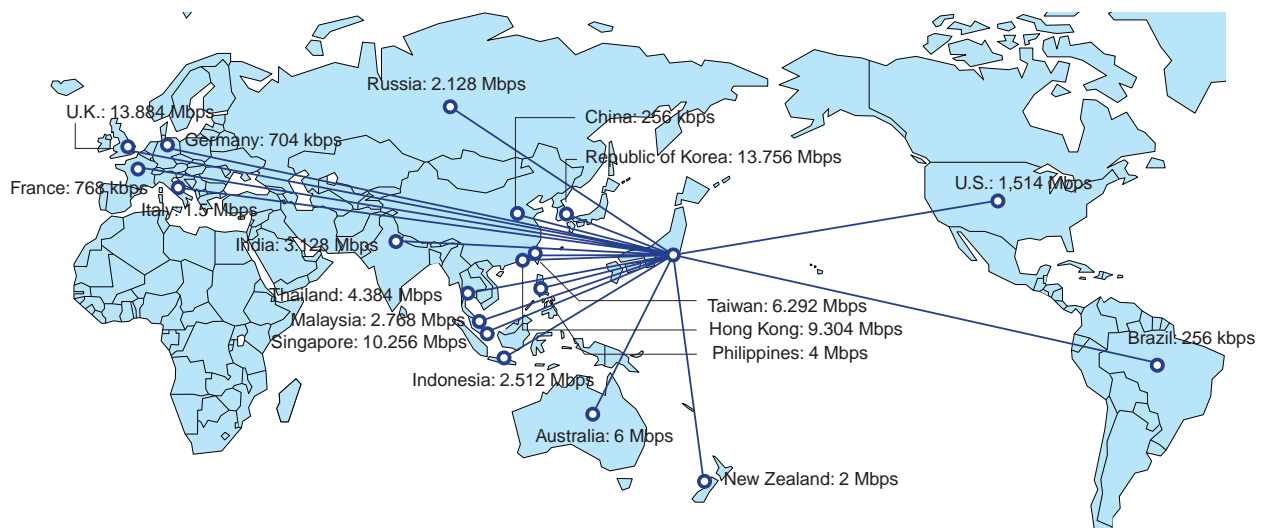 Russia: 2.128 Mbps
U.K.: 13.884 Mbps
China: 256 kbps
Germany: 704 kbps
Republic of Korea: 13.756 Mbps
France: 768 kbps
U.S.: 1,514 Mbps
Italy: 1.5 Mbps
India: 3.128 Mbps
Thailand: 4.384 Mbps
Taiwan: 6.292 Mbps
Malaysia: 2.768 Mbps
Hong Kong: 9.304 Mbps
Singapore: 10.256 Mbps
Philippines: 4 Mbps
Brazil: 256 kbps
Indonesia: 2.512 Mbps
Australia: 6 Mbps
New Zealand: 2 Mbps